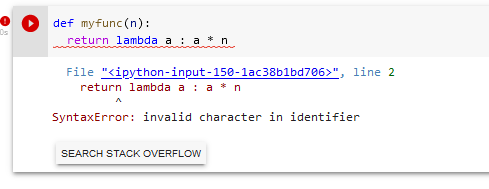 0s
def myfunc(n):
  return lambda a : a * n
  File "<ipython-input-150-1ac38b1bd706>", line 2
    return lambda a : a * n
         ^
SyntaxError: invalid character in identifier
SEARCH STACK OVERFLOW